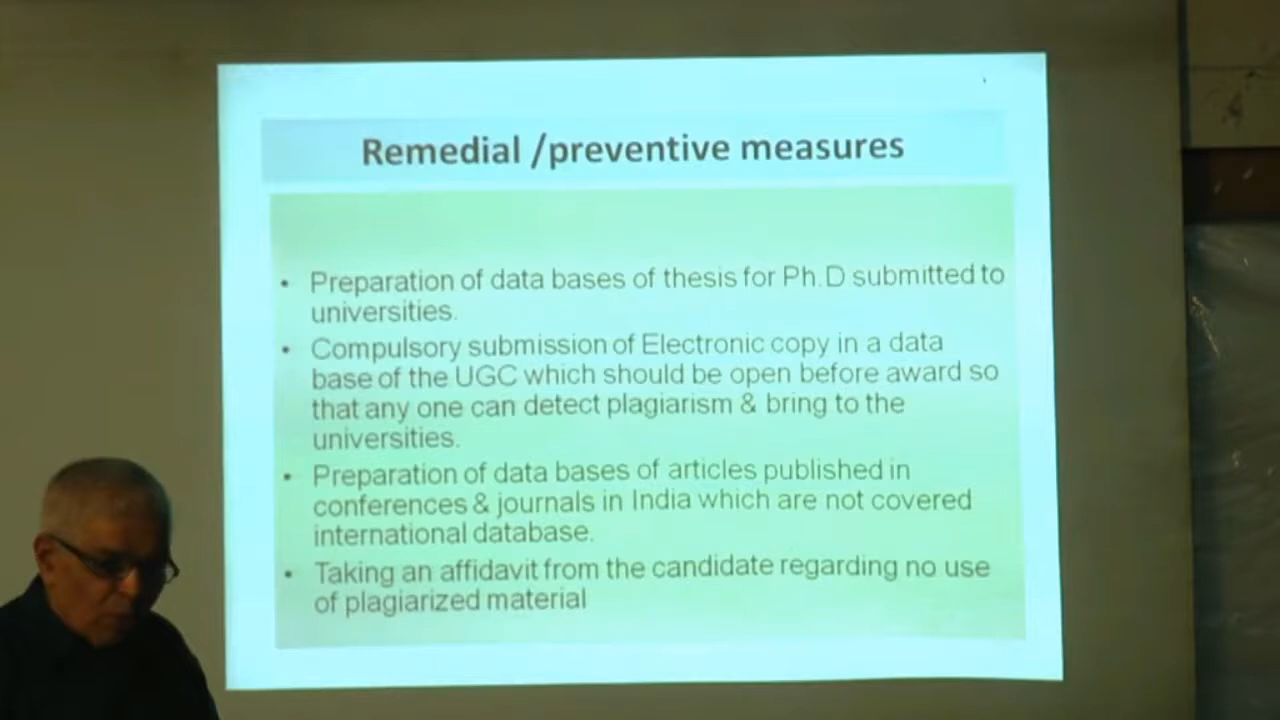 Remedial /preventive measures
• Preparation of data bases of thesis for Ph.D submitted to
universities.
• Compulsory submission of Electronic copy in a data
base of the UGC which should be open before award so
that any one can detect plagiarism & bring to the
universities.
• Preparation of data bases of articles published in
conferences & journals in India which are not covered
international database.
• Taking an affidavit from the candidate regarding no use
of plagiarized material